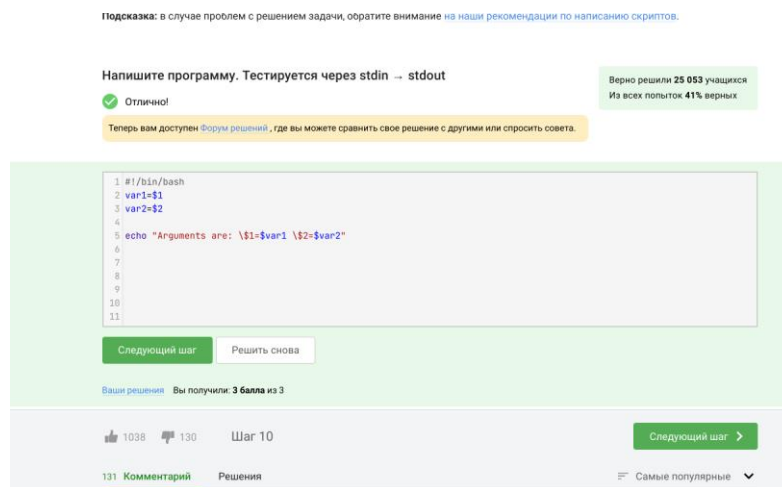 Подсказка: в случае проблем с решением задачи, обратите внимание на наши рекомендации по написанию скриптов.
Напишите программу. Тестируется через stdin → stdout
Верно решили 25 053 учащихся
Из всех попыток 41% верных
Отлично!
Теперь вам доступен Форум решений, где вы можете сравнить свое решение с другими или спросить совета.
1 #!/bin/bash
2 var1=$1
3 var2=$2
4
5 echo "Arguments are: \$1=$var1 \$2=$var2"
6
7
8
9
10
11
Следующий шаг Решить снова
Ваши решения Вы получили: 3 балла из 3
1038 130 Шаг 10 Следующий шаг
131 Комментарий Решения Самые популярные